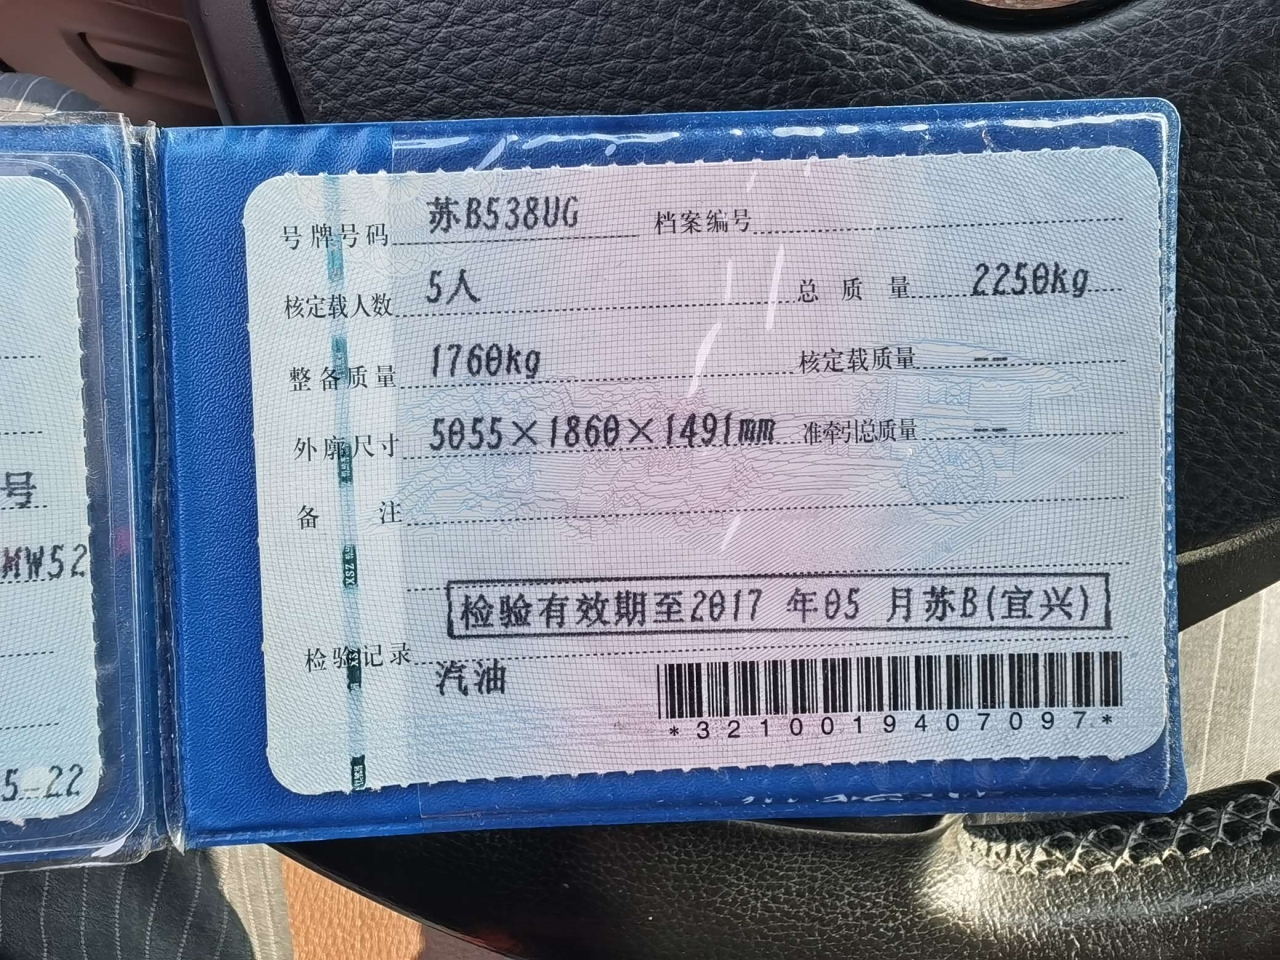 号牌号码 苏B538UG 档案编号
核定载人数 5人 总质量 2250kg
整备质量 1760kg 核定载质量 --
外廓尺寸 5055×1860×1491mm 准牵引总质量 --
备注
检验有效期至2017年05月苏B(宜兴)
检验记录
汽油
*3210019407097*
号
MW52
5-22